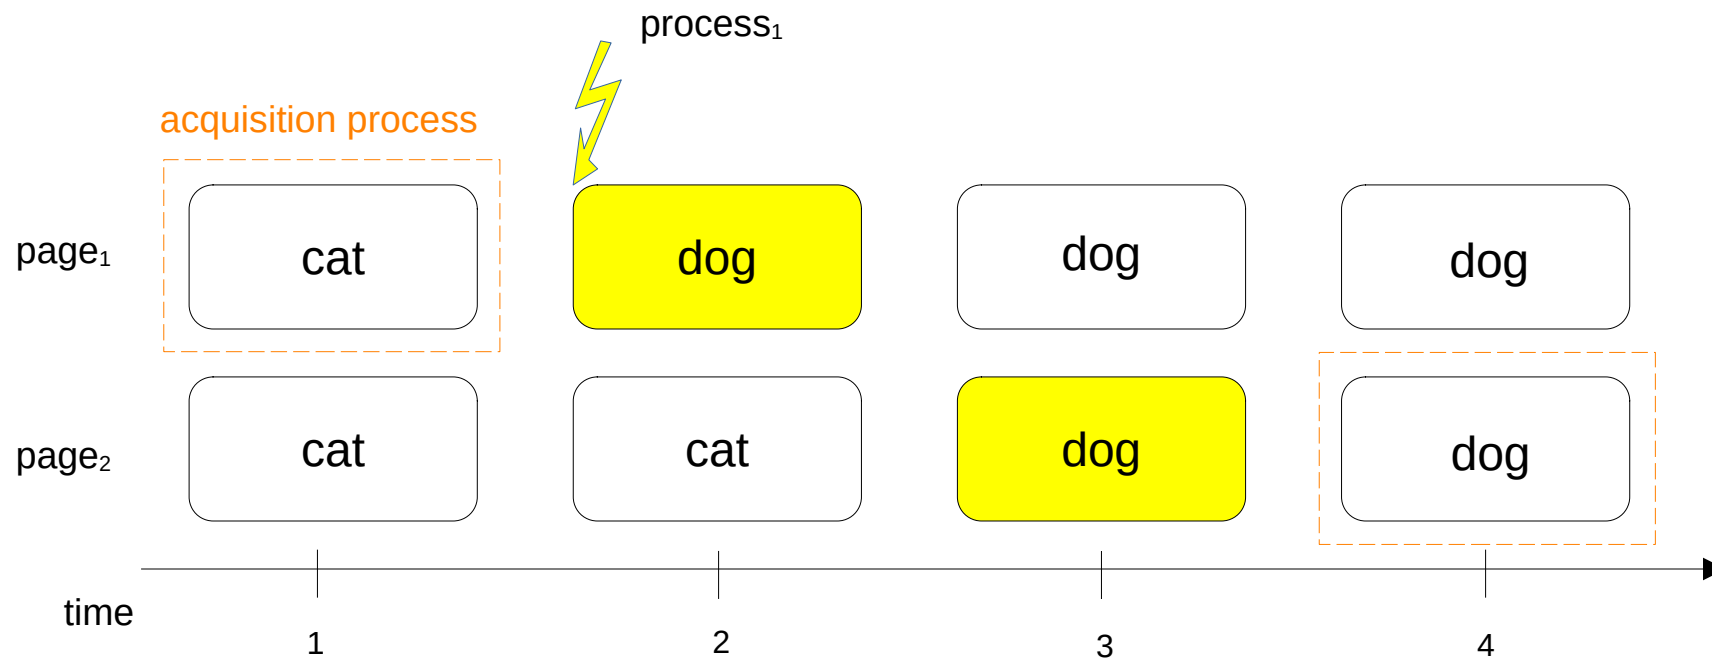 process₁
acquisition process
page₁ cat dog dog dog
page₂ cat cat dog dog
time
1 2 3 4